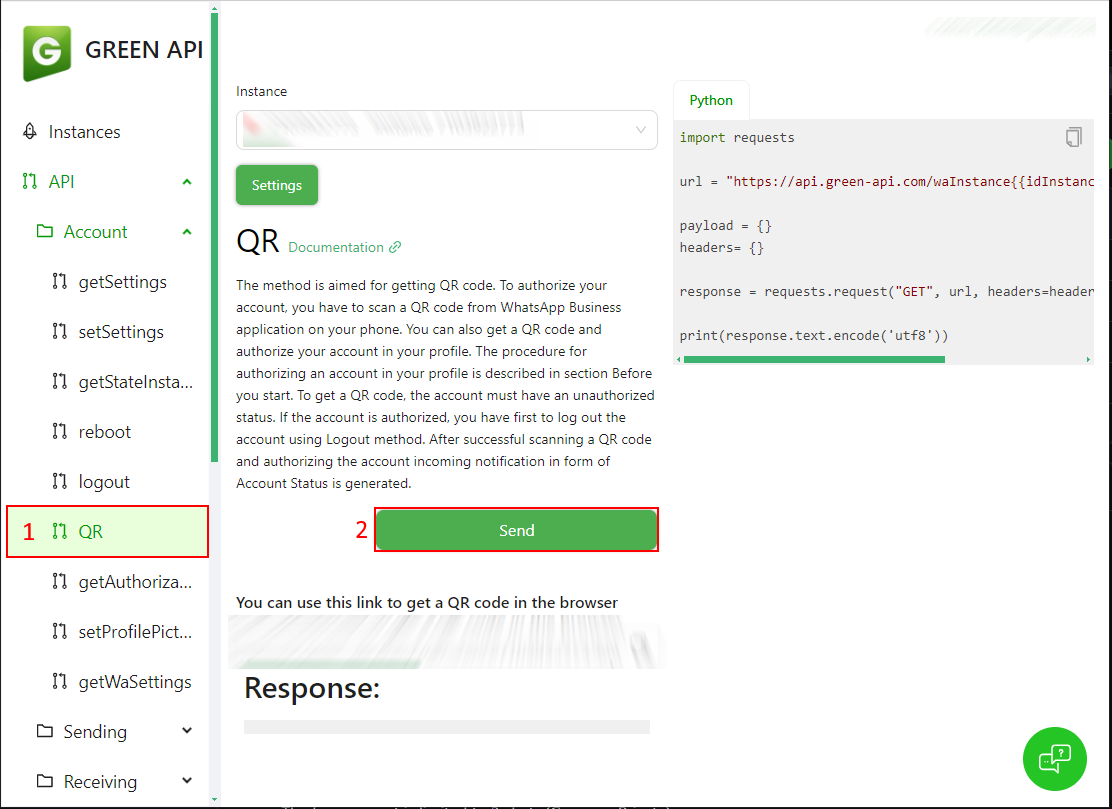 GREEN API
Instances
API
Account
getSettings
setSettings
getStateInsta...
reboot
logout
1
QR
getAuthoriza...
setProfilePict...
getWaSettings
Sending
Receiving
Instance
Settings
QR Documentation
The method is aimed for getting QR code. To authorize your
account, you have to scan a QR code from WhatsApp Business
application on your phone. You can also get a QR code and
authorize your account in your profile. The procedure for
authorizing an account in your profile is described in section Before
you start. To get a QR code, the account must have an unauthorized
status. If the account is authorized, you have first to log out the
account using Logout method. After successful scanning a QR code
and authorizing the account incoming notification in form of
Account Status is generated.
2
Send
You can use this link to get a QR code in the browser
Response:
Python
import requests
url = "https://api.green-api.com/waInstance{{idInstanc
payload = {}
headers= {}
response = requests.request("GET", url, headers=header
print(response.text.encode('utf8'))